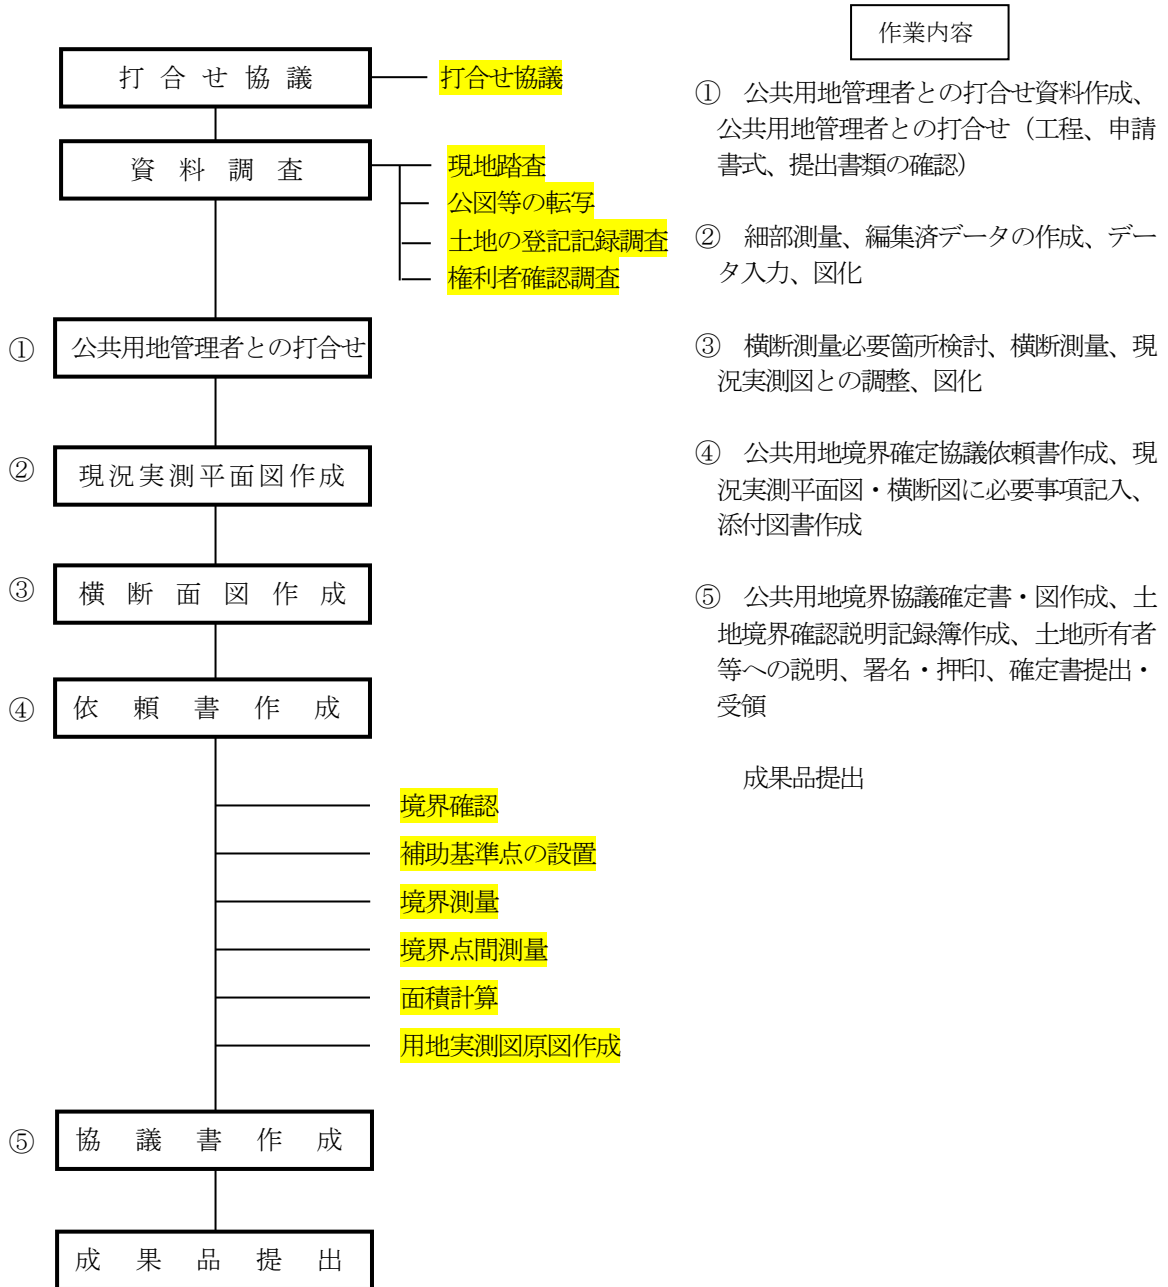 打合せ協議
打合せ協議
資料調査
現地踏査
公図等の転写
土地の登記記録調査
権利者確認調査
① 公共用地管理者との打合せ
② 現況実測平面図作成
③ 横断面図作成
④ 依頼書作成
境界確認
補助基準点の設置
境界測量
境界点間測量
面積計算
用地実測図原図作成
⑤ 協議書作成
成果品提出
作業内容
① 公共用地管理者との打合せ資料作成、
公共用地管理者との打合せ（工程、申請
書式、提出書類の確認）
② 細部測量、編集済データの作成、デー
タ入力、図化
③ 横断測量必要箇所検討、横断測量、現
況実測図との調整、図化
④ 公共用地境界確定協議依頼書作成、現
況実測平面図・横断図に必要事項記入、
添付図書作成
⑤ 公共用地境界協議確定書・図作成、土
地境界確認説明記録簿作成、土地所有者
等への説明、署名・押印、確定書提出・
受領
成果品提出